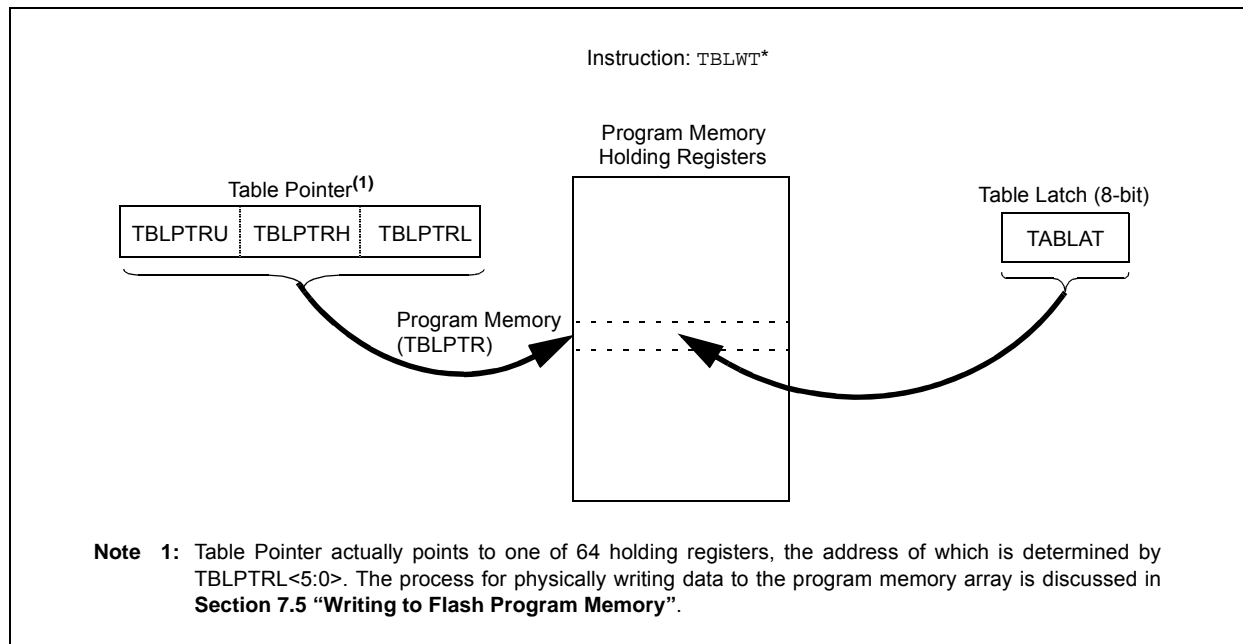 Instruction: TBLWT*
Program Memory
Holding Registers
Table Pointer(1)
Table Latch (8-bit)
TBLPTRU TBLPTRH TBLPTRL
TABLAT
Program Memory
(TBLPTR)
Note 1: Table Pointer actually points to one of 64 holding registers, the address of which is determined by
TBLPTRL<5:0>. The process for physically writing data to the program memory array is discussed in
Section 7.5 “Writing to Flash Program Memory”.